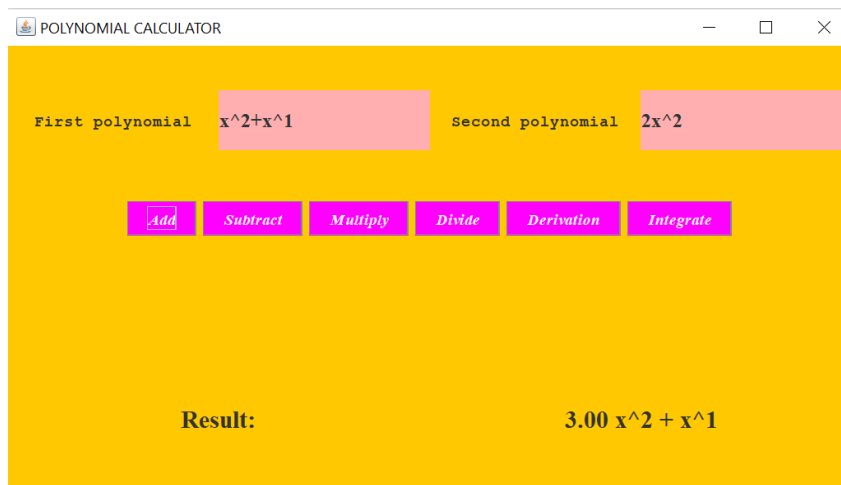 POLYNOMIAL CALCULATOR
First polynomial x^2+x^1 Second polynomial 2x^2
Add Subtract Multiply Divide Derivation Integrate
Result: 3.00 x^2 + x^1